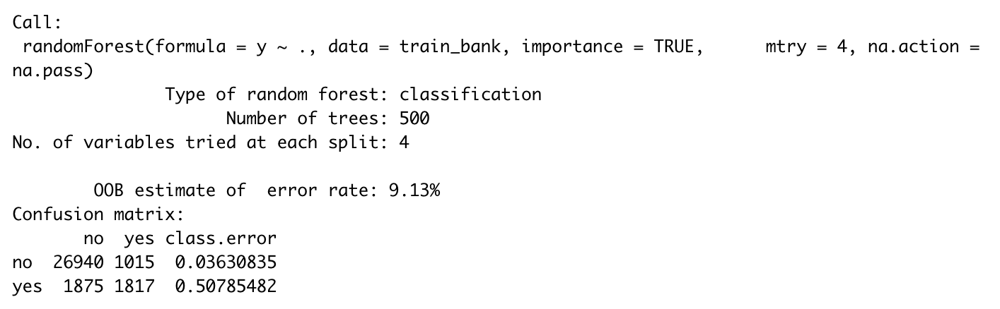 Call:
 randomForest(formula = y ~ ., data = train_bank, importance = TRUE,      mtry = 4, na.action =
na.pass)
               Type of random forest: classification
                     Number of trees: 500
No. of variables tried at each split: 4

        OOB estimate of  error rate: 9.13%
Confusion matrix:
       no  yes class.error
no  26940 1015  0.03630835
yes  1875 1817  0.50785482